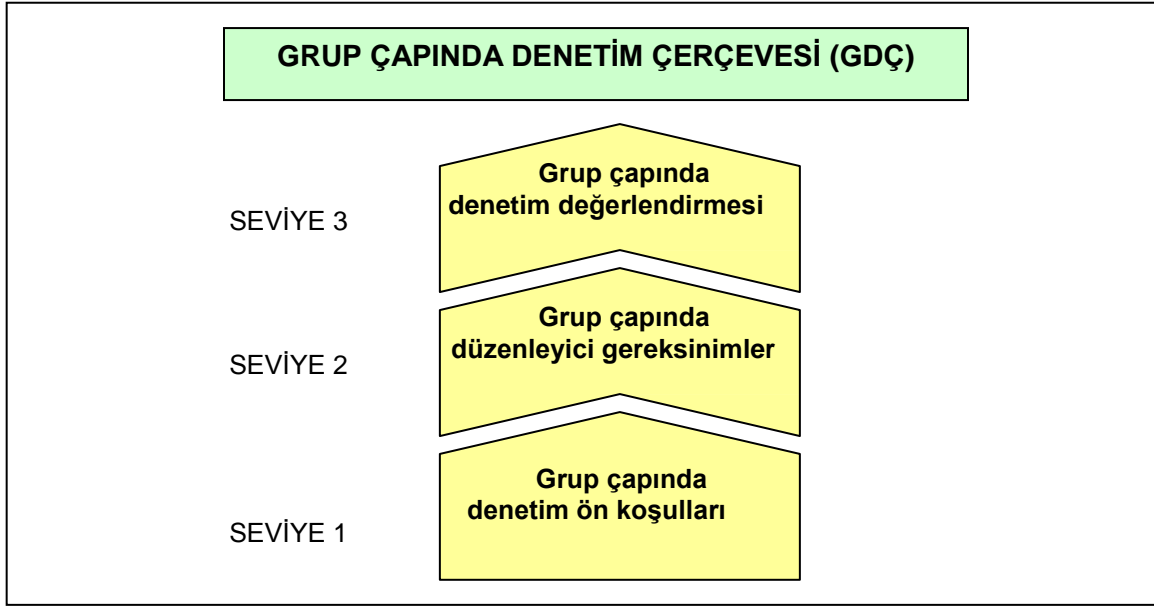 GRUP ÇAPINDA DENETİM ÇERÇEVESİ (GDÇ)
Grup çapında
denetim değerlendirmesi
SEVİYE 3
Grup çapında
düzenleyici gereksinimler
SEVİYE 2
Grup çapında
denetim ön koşulları
SEVİYE 1